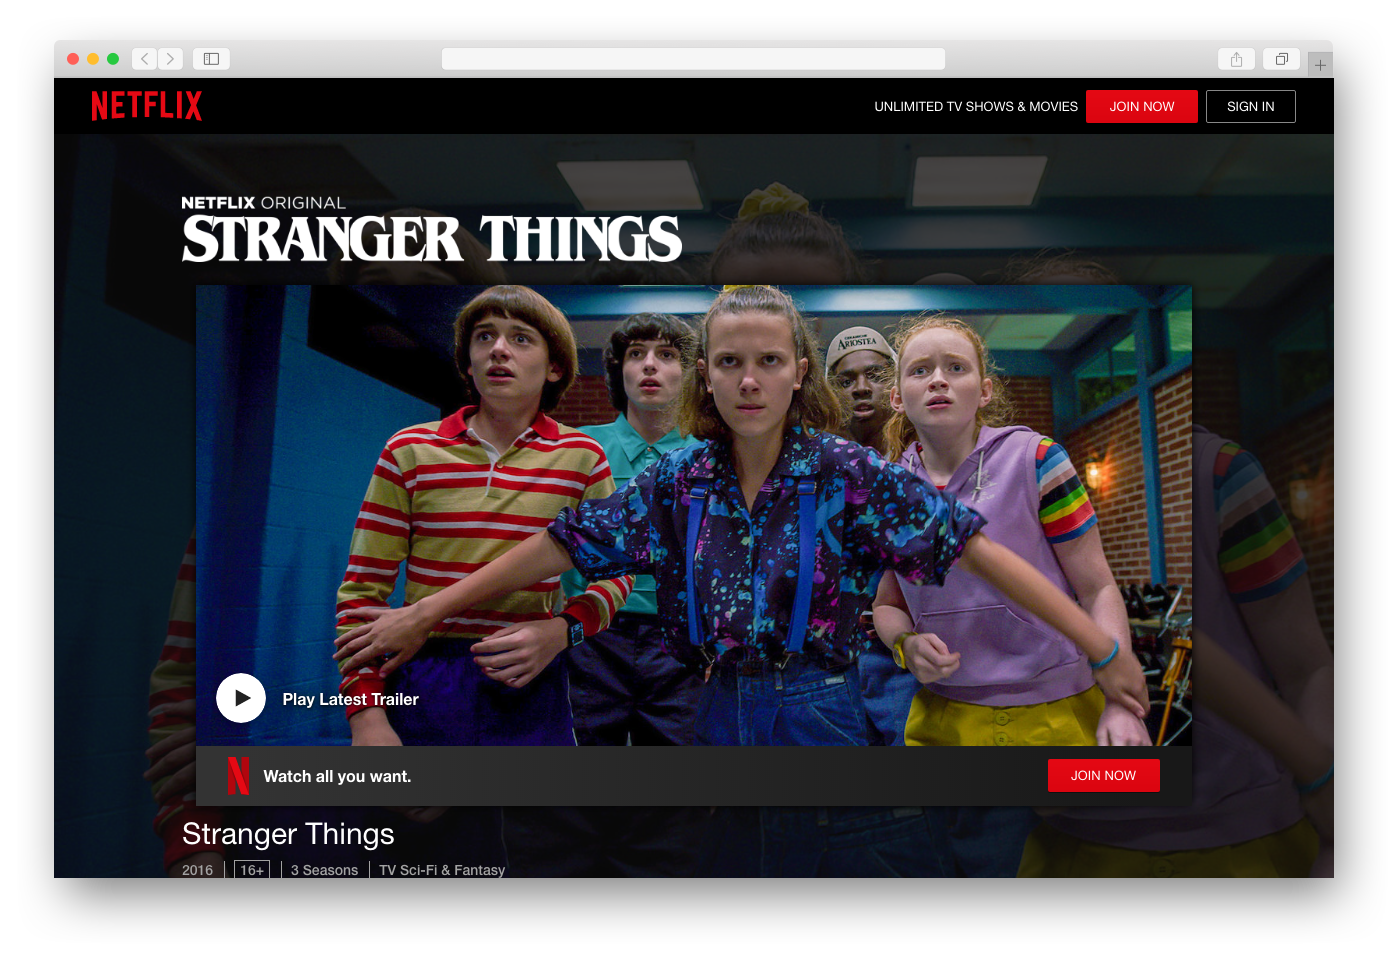 NETFLIX
UNLIMITED TV SHOWS & MOVIES JOIN NOW SIGN IN
NETFLIX ORIGINAL
STRANGER THINGS
ARIOSTEA
Play Latest Trailer
Watch all you want. JOIN NOW
Stranger Things
2016 16+ 3 Seasons TV Sci-Fi & Fantasy